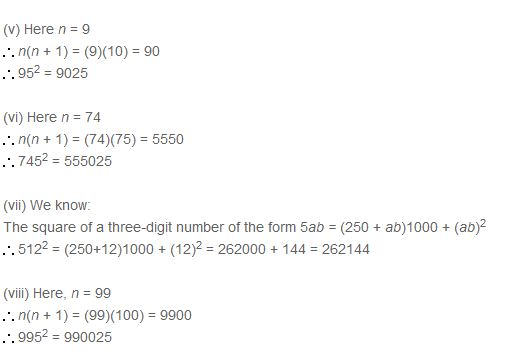 (v) Here n = 9
∴ n(n + 1) = (9)(10) = 90
∴ 95² = 9025
(vi) Here n = 74
∴ n(n + 1) = (74)(75) = 5550
∴ 745² = 555025
(vii) We know:
The square of a three-digit number of the form 5ab = (250 + ab)1000 + (ab)²
∴ 512² = (250+12)1000 + (12)² = 262000 + 144 = 262144
(viii) Here, n = 99
∴ n(n + 1) = (99)(100) = 9900
∴ 995² = 990025